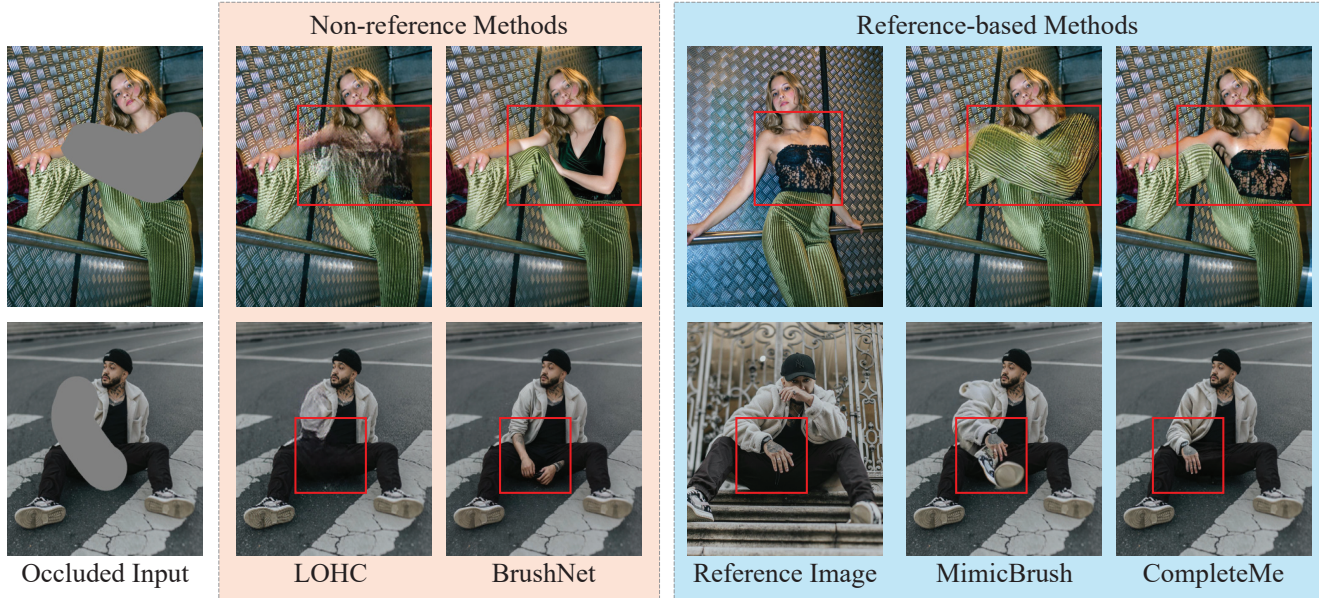 Non-reference Methods
Reference-based Methods
Occluded Input
LOHC
BrushNet
Reference Image
MimicBrush
CompleteMe